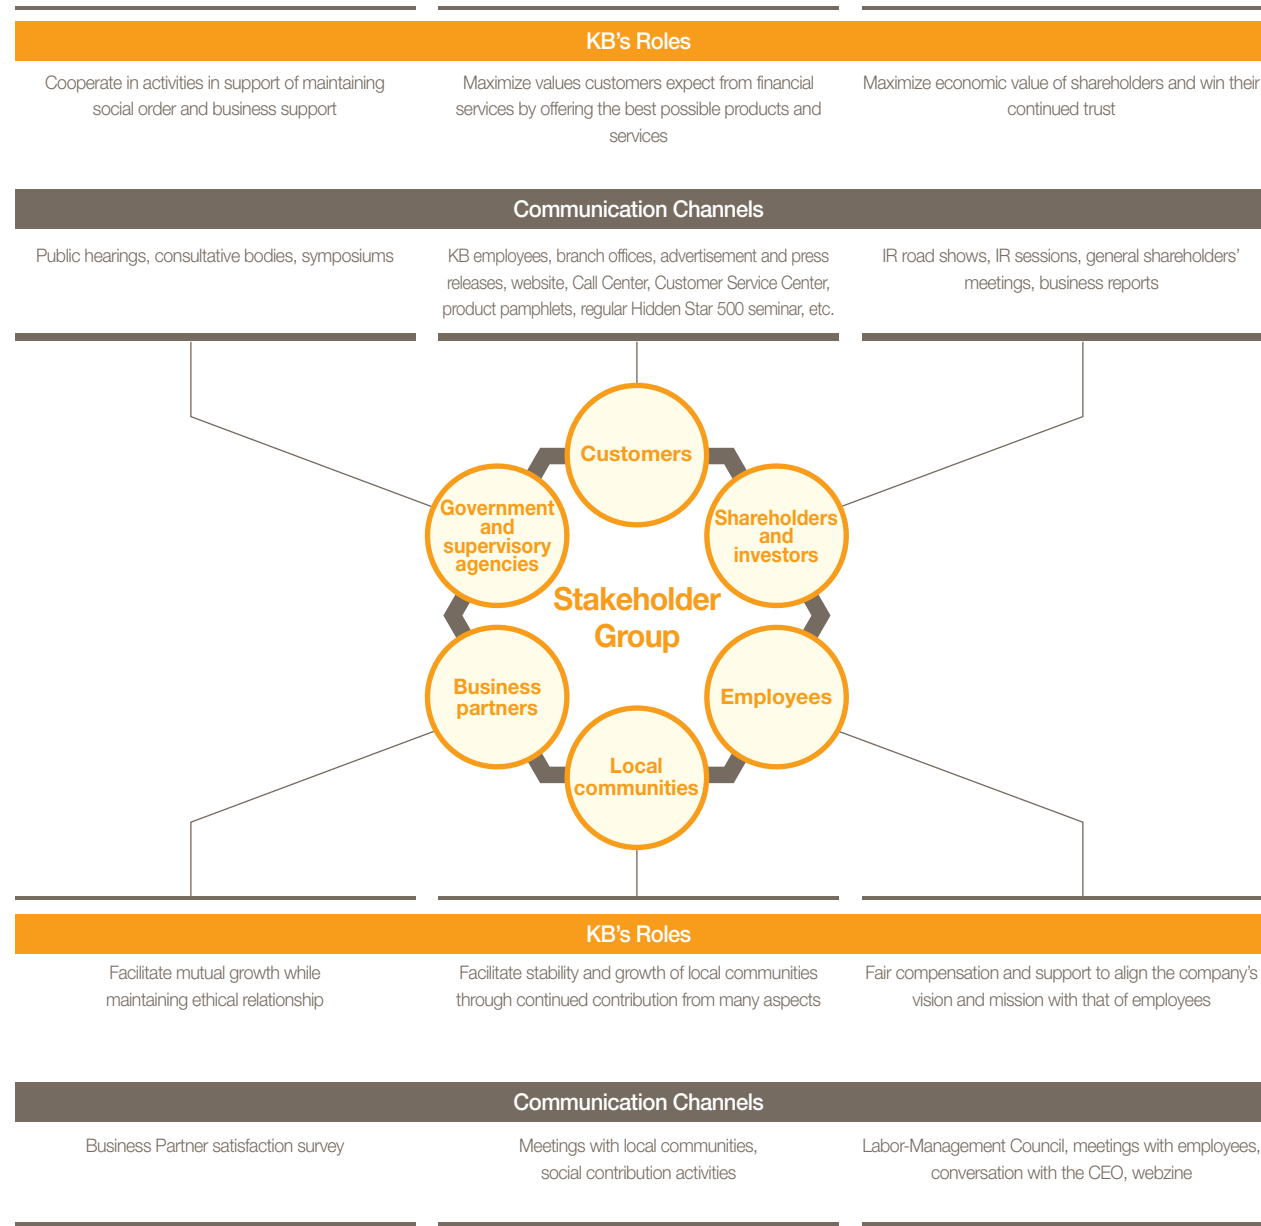 KB's Roles
Cooperate in activities in support of maintaining
social order and business support
Maximize values customers expect from financial
services by offering the best possible products and
services
Maximize economic value of shareholders and win their
continued trust
Communication Channels
Public hearings, consultative bodies, symposiums
KB employees, branch offices, advertisement and press
releases, website, Call Center, Customer Service Center,
product pamphlets, regular Hidden Star 500 seminar, etc.
IR road shows, IR sessions, general shareholders'
meetings, business reports
Customers
Government
and
supervisory
agencies
Shareholders
and
investors
Stakeholder
Group
Business
partners
Employees
Local
communities
KB's Roles
Facilitate mutual growth while
maintaining ethical relationship
Facilitate stability and growth of local communities
through continued contribution from many aspects
Fair compensation and support to align the company's
vision and mission with that of employees
Communication Channels
Business Partner satisfaction survey
Meetings with local communities,
social contribution activities
Labor-Management Council, meetings with employees,
conversation with the CEO, webzine